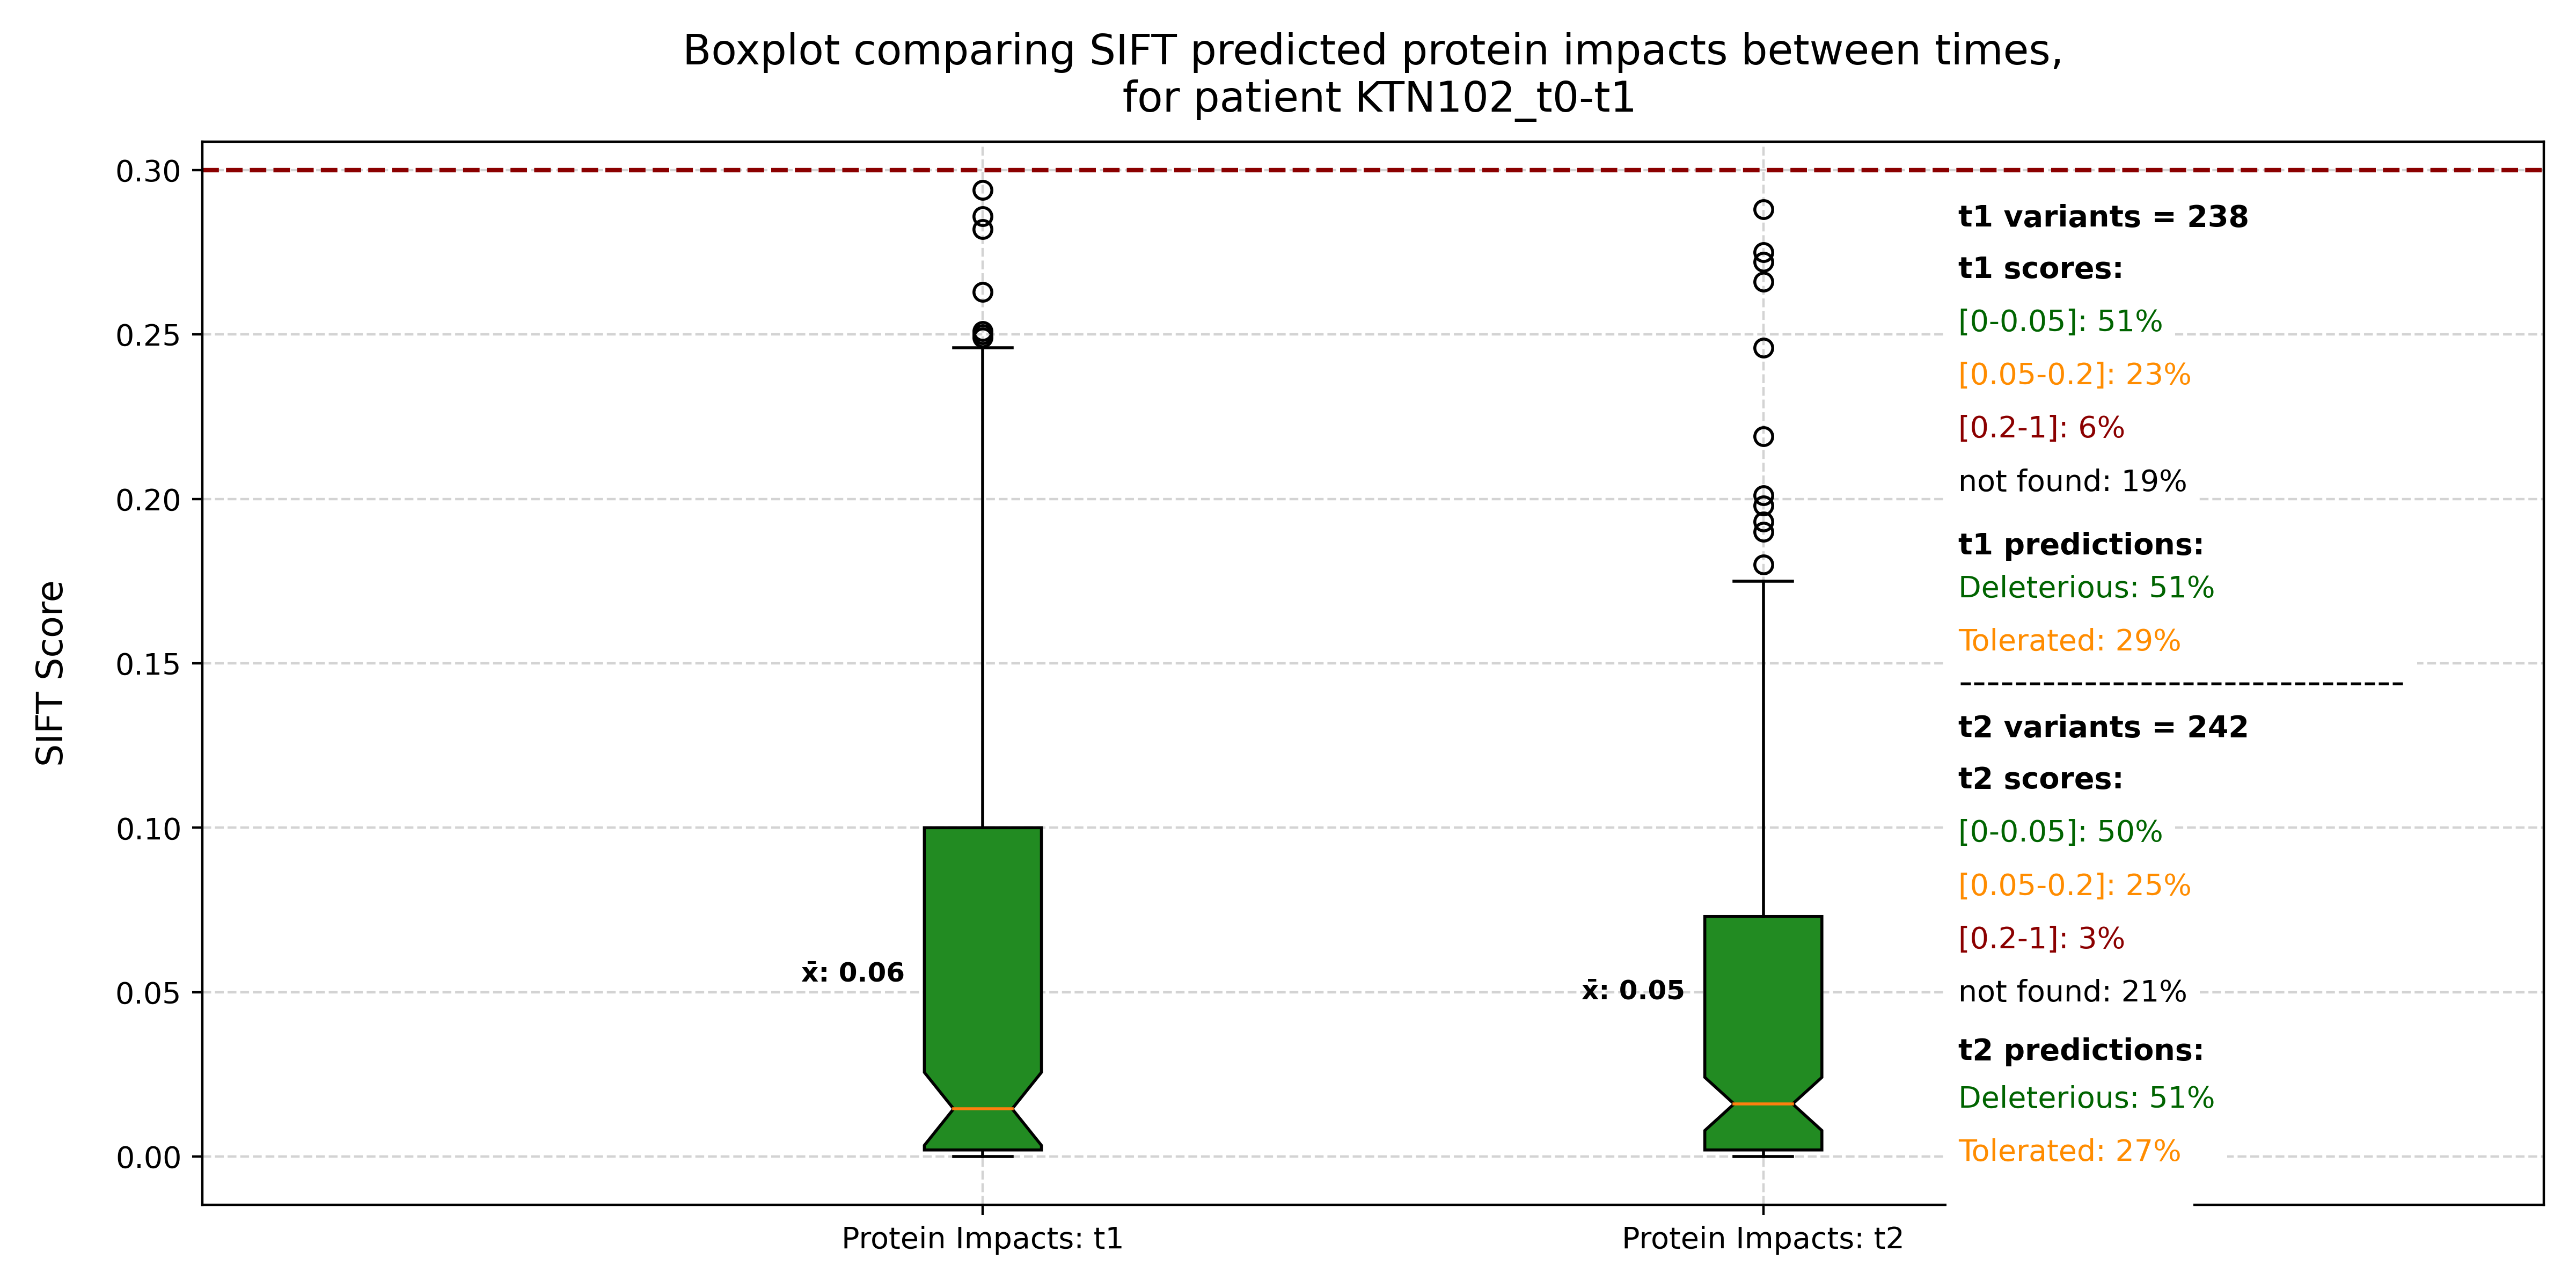 Boxplot comparing SIFT predicted protein impacts between times,
for patient KTN102_t0-t1
SIFT Score
0.30
0.25
0.20
0.15
0.10
0.05
0.00
x̄: 0.06
x̄: 0.05
Protein Impacts: t1
Protein Impacts: t2
t1 variants = 238
t1 scores:
[0-0.05]: 51%
[0.05-0.2]: 23%
[0.2-1]: 6%
not found: 19%
t1 predictions:
Deleterious: 51%
Tolerated: 29%
--------------------------------
t2 variants = 242
t2 scores:
[0-0.05]: 50%
[0.05-0.2]: 25%
[0.2-1]: 3%
not found: 21%
t2 predictions:
Deleterious: 51%
Tolerated: 27%